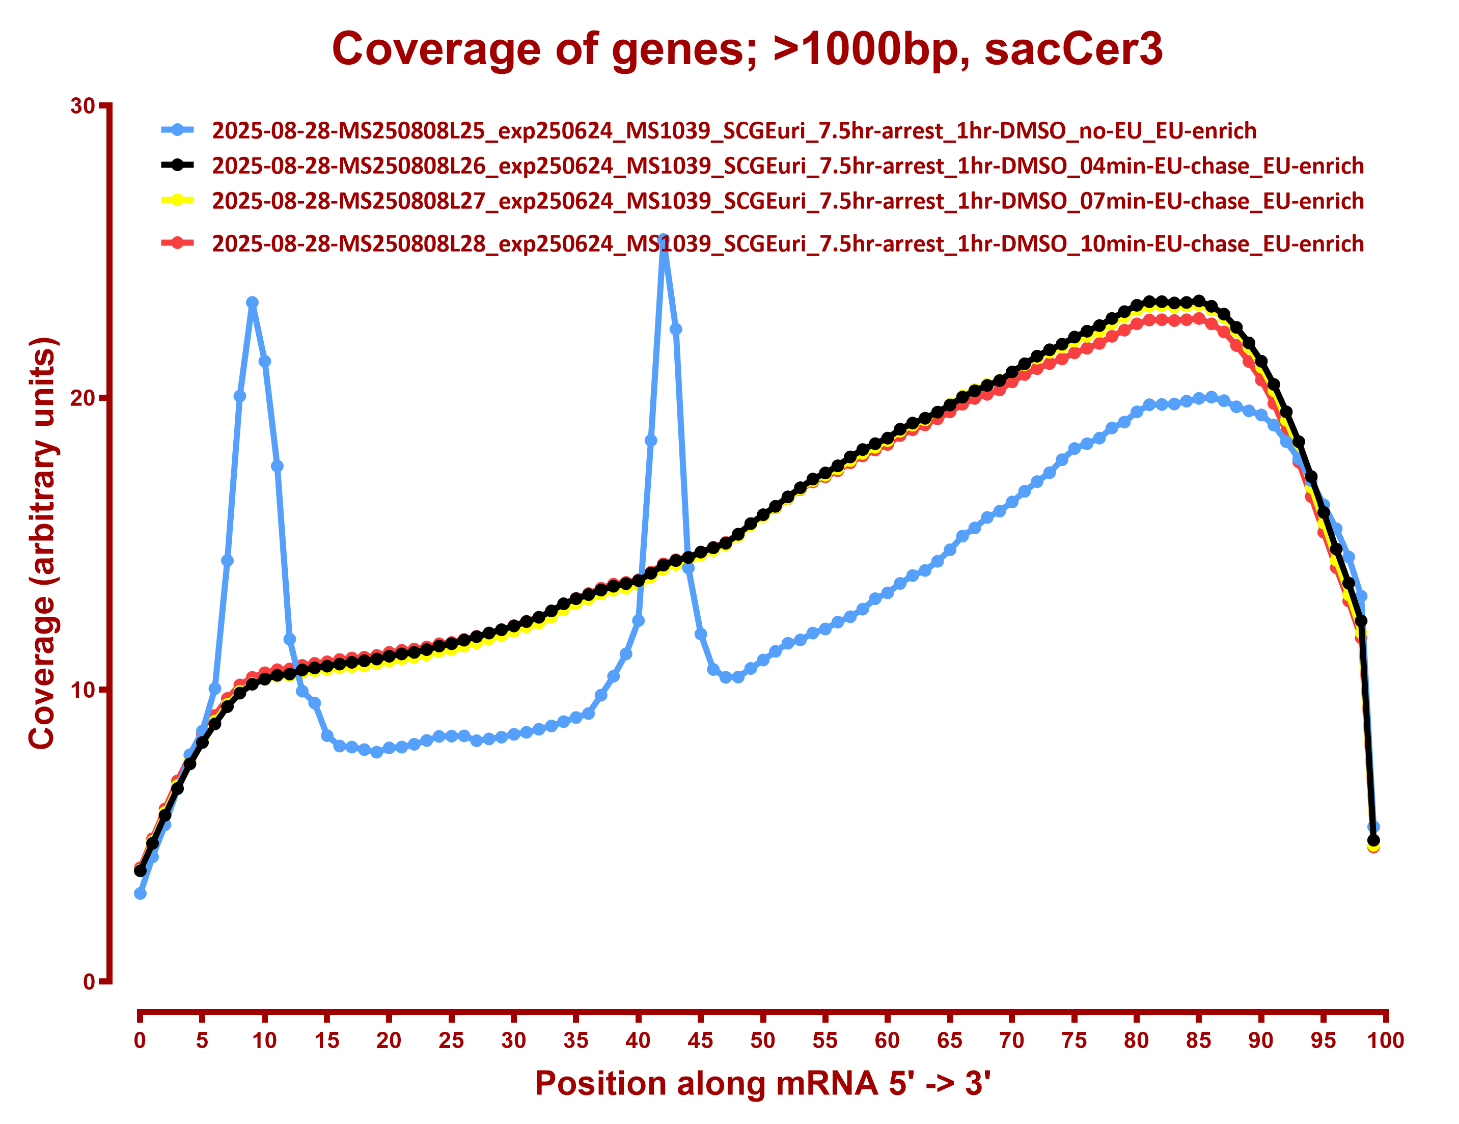 Coverage of genes; >1000bp, sacCer3
30
2025-08-28-MS250808L25_exp250624_MS1039_SCGEuri_7.5hr-arrest_1hr-DMSO_no-EU_EU-enrich
2025-08-28-MS250808L26_exp250624_MS1039_SCGEuri_7.5hr-arrest_1hr-DMSO_04min-EU-chase_EU-enrich
2025-08-28-MS250808L27_exp250624_MS1039_SCGEuri_7.5hr-arrest_1hr-DMSO_07min-EU-chase_EU-enrich
2025-08-28-MS250808L28_exp250624_MS1039_SCGEuri_7.5hr-arrest_1hr-DMSO_10min-EU-chase_EU-enrich
20
Coverage (arbitrary units)
10
0
0 5 10 15 20 25 30 35 40 45 50 55 60 65 70 75 80 85 90 95 100
Position along mRNA 5' -> 3'